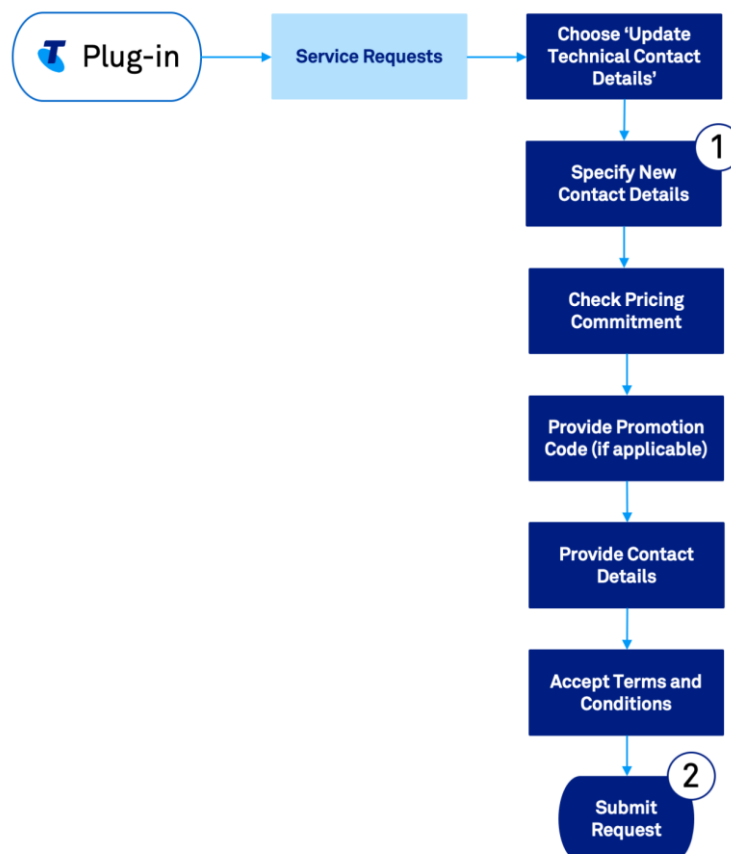 T Plug-in
Service Requests
Choose ‘Update
Technical Contact
Details’
1
Specify New
Contact Details
Check Pricing
Commitment
Provide Promotion
Code (if applicable)
Provide Contact
Details
Accept Terms and
Conditions
2
Submit
Request